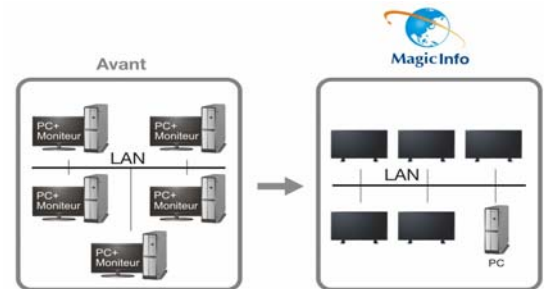 MagicInfo
Avant
PC+
Moniteur
PC+
Moniteur
LAN
PC+
Moniteur
PC+
Moniteur
PC+
Moniteur
LAN
PC